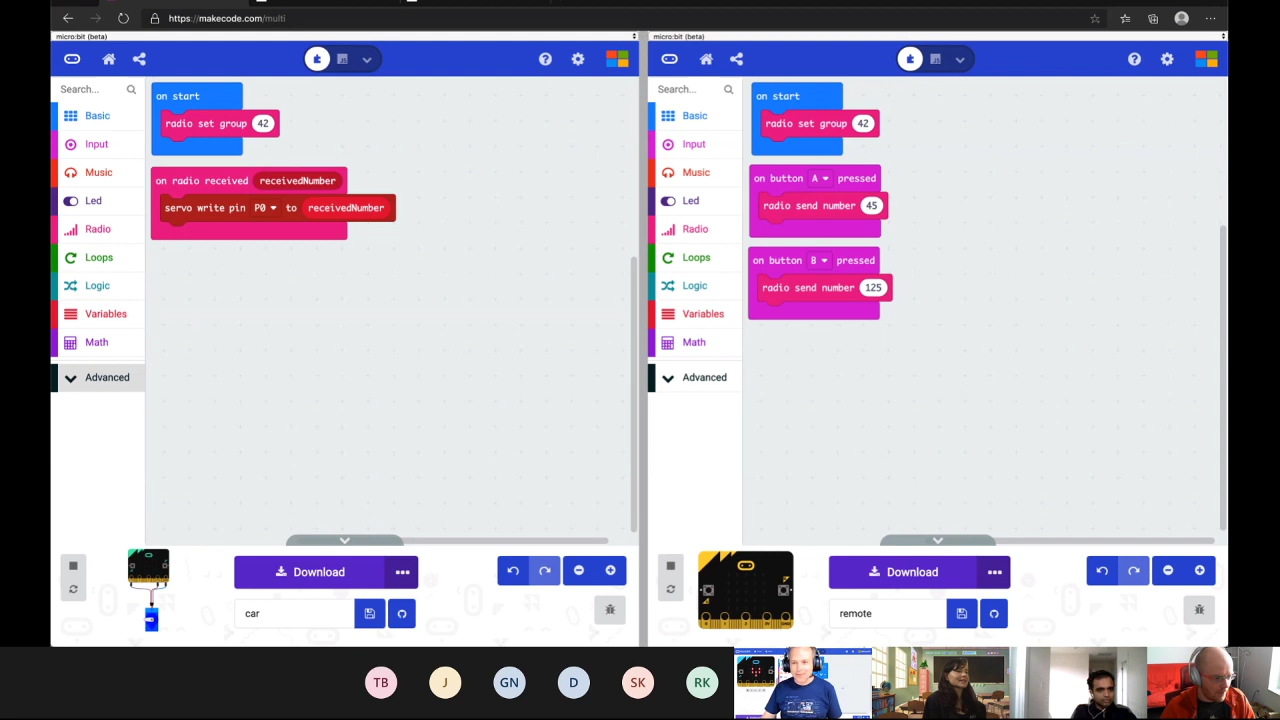 https://makecode.com/multi
micro:bit (beta)
Search...
Basic
Input
Music
Led
Radio
Loops
Logic
Variables
Math
Advanced
on start
radio set group 42
on radio received receivedNumber
servo write pin P0 to receivedNumber
Download
car
micro:bit (beta)
Search...
Basic
Input
Music
Led
Radio
Loops
Logic
Variables
Math
Advanced
on start
radio set group 42
on button A pressed
radio send number 45
on button B pressed
radio send number 125
Download
remote
TB
J
GN
D
SK
RK